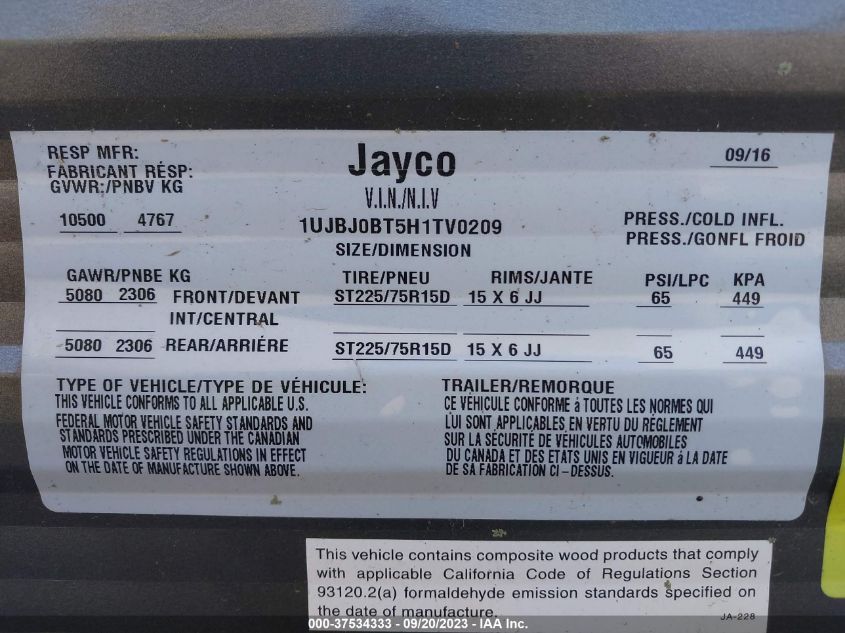 RESP MFR: Jayco 09/16
FABRICANT RÉSP:
GVWR:/PNBV KG
V.I.N./N.I.V
10500 4767 1UJBJ0BT5H1TV0209 PRESS./COLD INFL.
SIZE/DIMENSION PRESS./GONFL FROID
GAWR/PNBE KG TIRE/PNEU RIMS/JANTE PSI/LPC KPA
5080 2306 FRONT/DEVANT ST225/75R15D 15 X 6 JJ 65 449
INT/CENTRAL
5080 2306 REAR/ARRIÉRE ST225/75R15D 15 X 6 JJ 65 449
TYPE OF VEHICLE/TYPE DE VÉHICULE: TRAILER/REMORQUE
THIS VEHICLE CONFORMS TO ALL APPLICABLE U.S.
FEDERAL MOTOR VEHICLE SAFETY STANDARDS AND
STANDARDS PRESCRIBED UNDER THE CANADIAN
MOTOR VEHICLE SAFETY REGULATIONS IN EFFECT
ON THE DATE OF MANUFACTURE SHOWN ABOVE.
CE VEHICULE CONFORME á TOUTES LES NORMES QUI
L'UI SONT APPLICABLES EN VERTU DU RÉGLEMENT
SUR LA SÉCURITE DE VÉHICULES AUTOMOBILES
DU CANADA ET DES ÉTATS UNIS EN VIGUEUR á LA DATE
DE SA FABRICATION CI-DESSUS.
This vehicle contains composite wood products that comply
with applicable California Code of Regulations Section
93120.2(a) formaldehyde emission standards specified on
the date of manufacture. JA-228
000-37534333 - 09/20/2023 - IAA Inc.